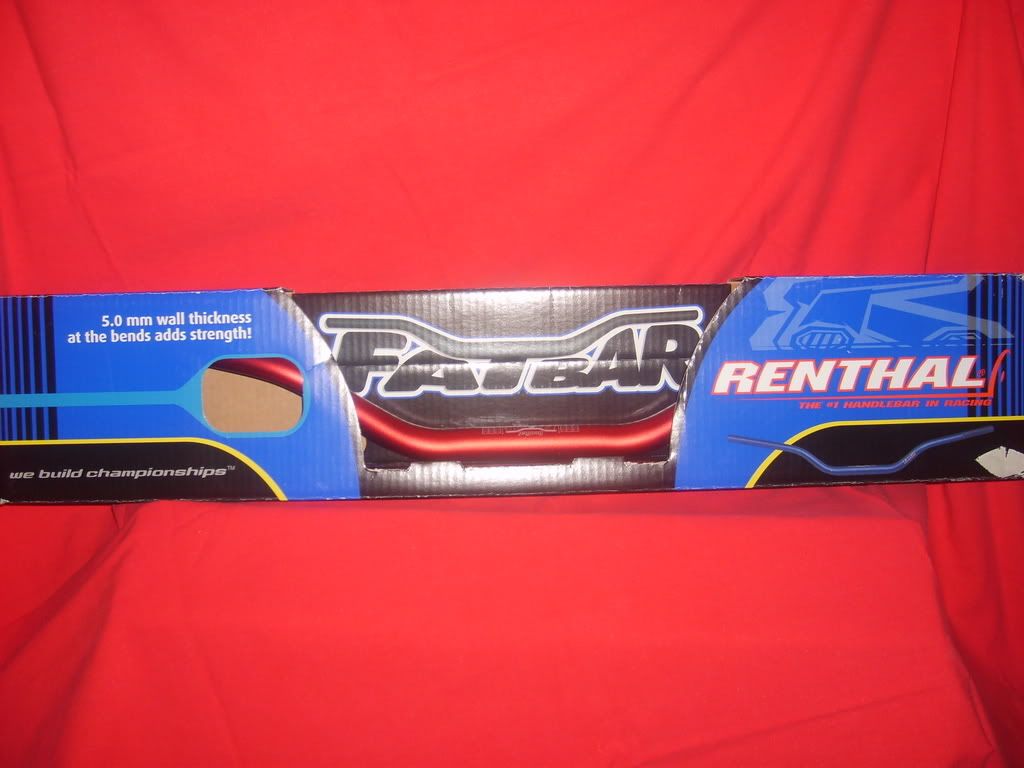 5.0 mm wall thickness
at the bends adds strength!
we build championships™
FATBAR
RENTHAL®
THE #1 HANDLEBAR IN RACING